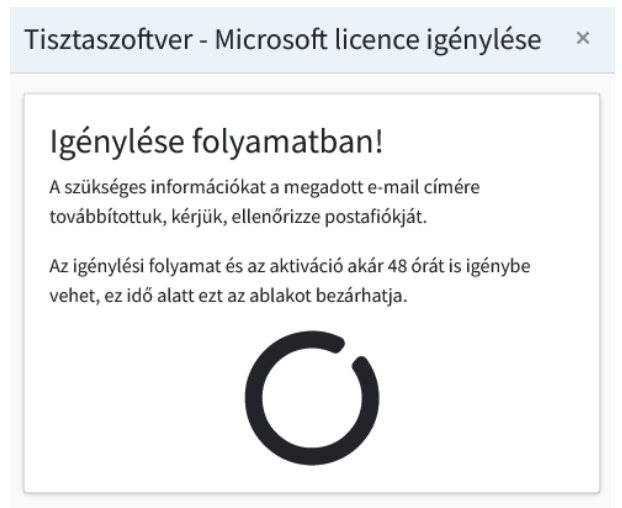 Tisztaszoftver - Microsoft licence igénylése ×
Igénylése folyamatban!
A szükséges információkat a megadott e-mail címére
továbbítottuk, kérjük, ellenőrizze postafiókját.
Az igénylési folyamat és az aktiváció akár 48 órát is igénybe
vehet, ez idő alatt ezt az ablakot bezárhatja.